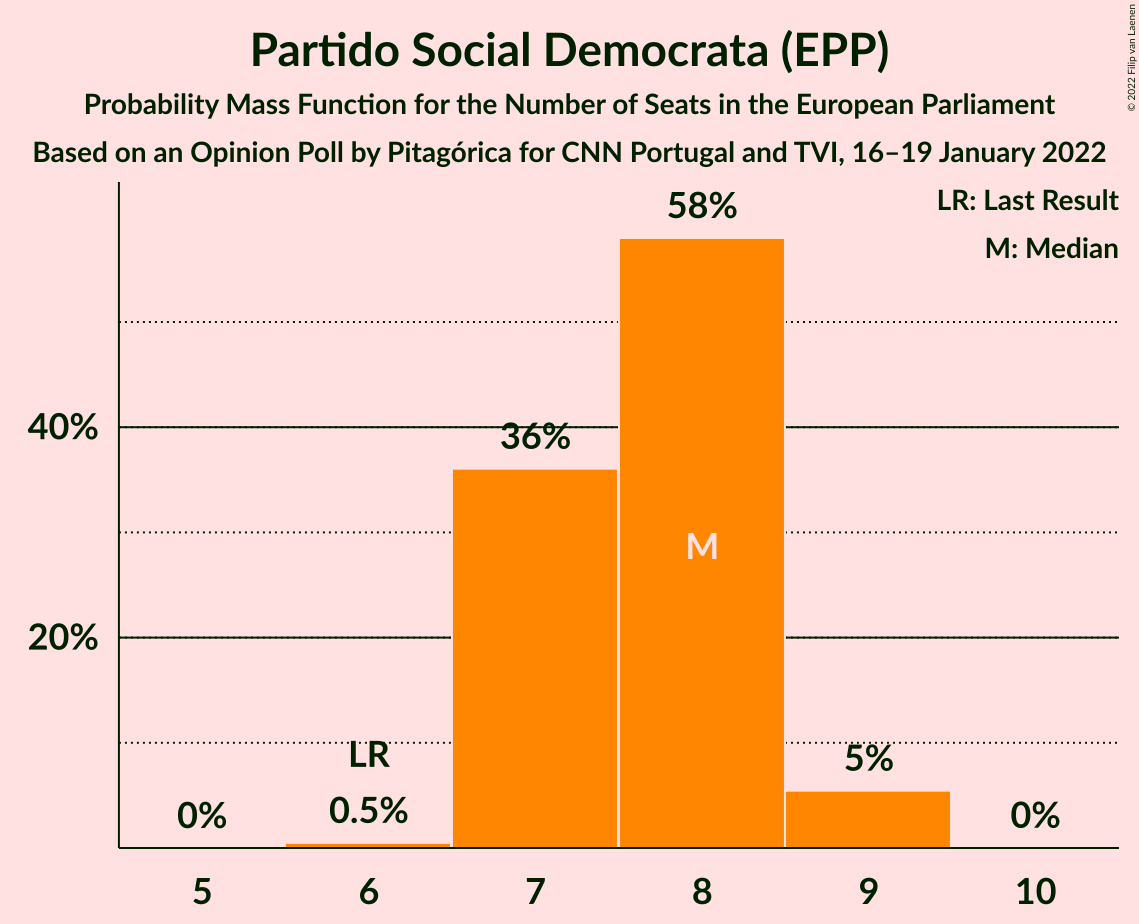 Partido Social Democrata (EPP)
Probability Mass Function for the Number of Seats in the European Parliament
Based on an Opinion Poll by Pitagórica for CNN Portugal and TVI, 16–19 January 2022
© 2022 Filip van Laenen
LR: Last Result
M: Median
58%
40%
36%
M
20%
LR
5%
0%
0.5%
0%
5 6 7 8 9 10